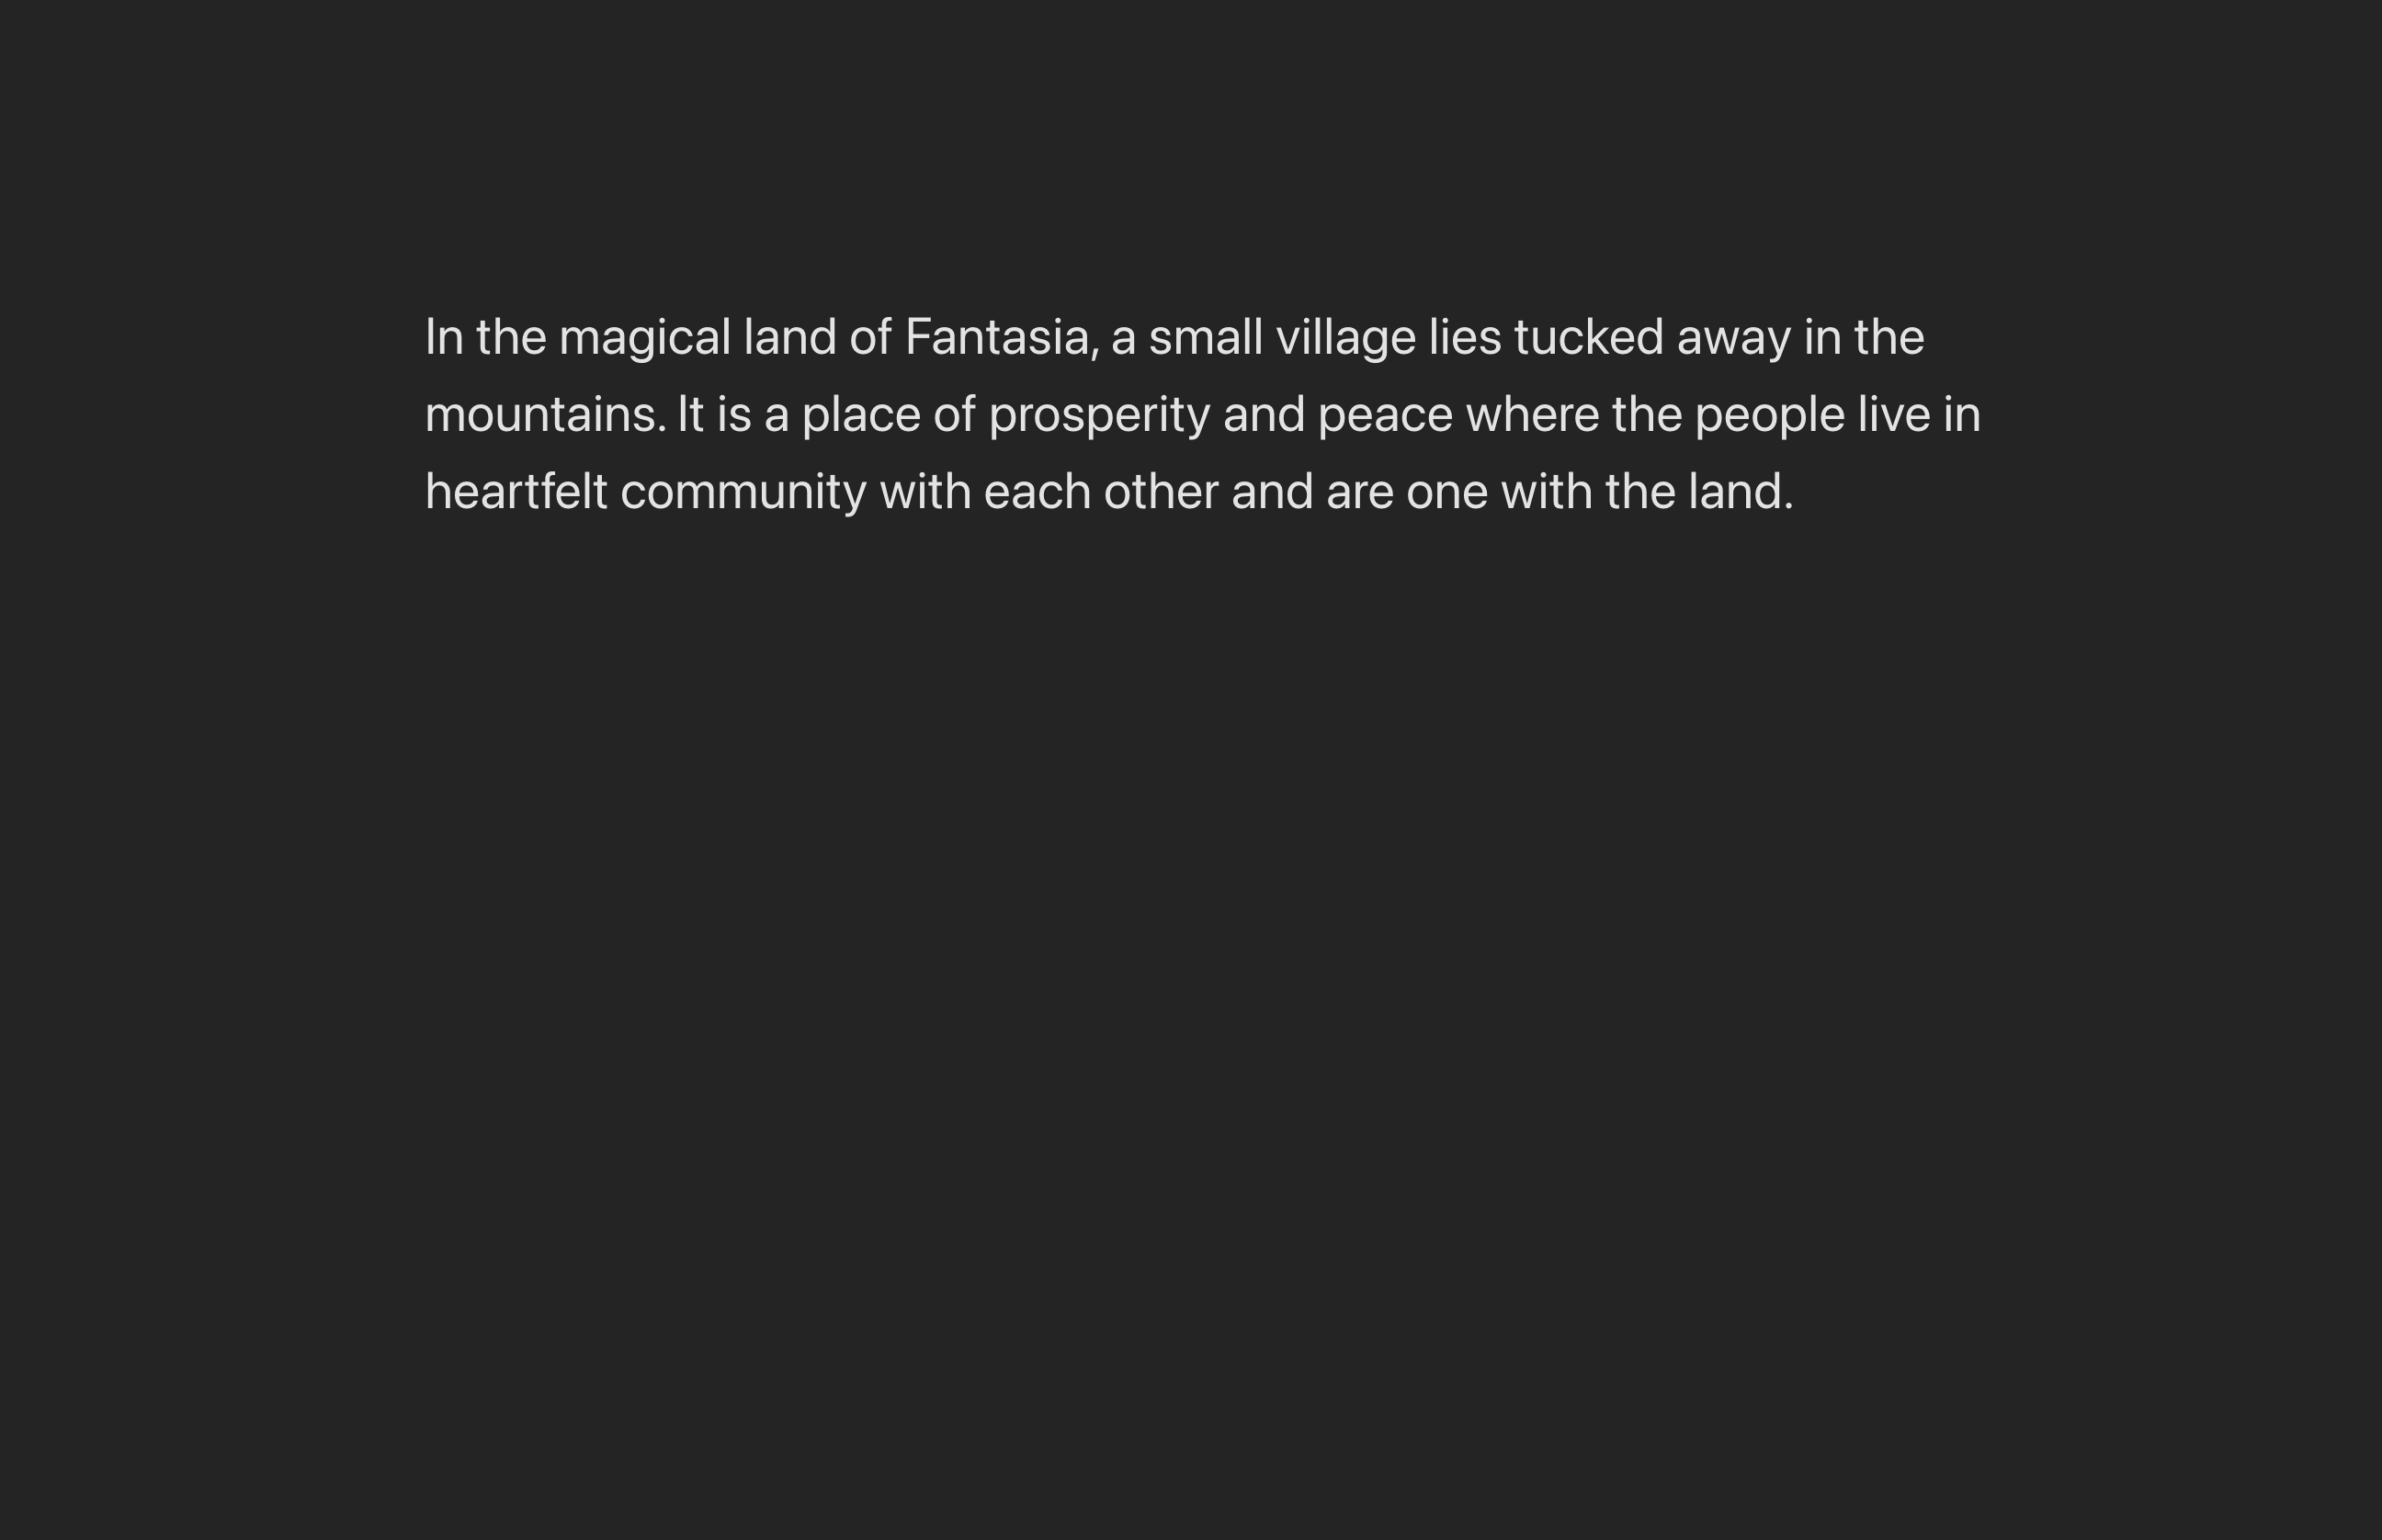 In the magical land of Fantasia, a small village lies tucked away in the
mountains. It is a place of prosperity and peace where the people live in
heartfelt community with each other and are one with the land.